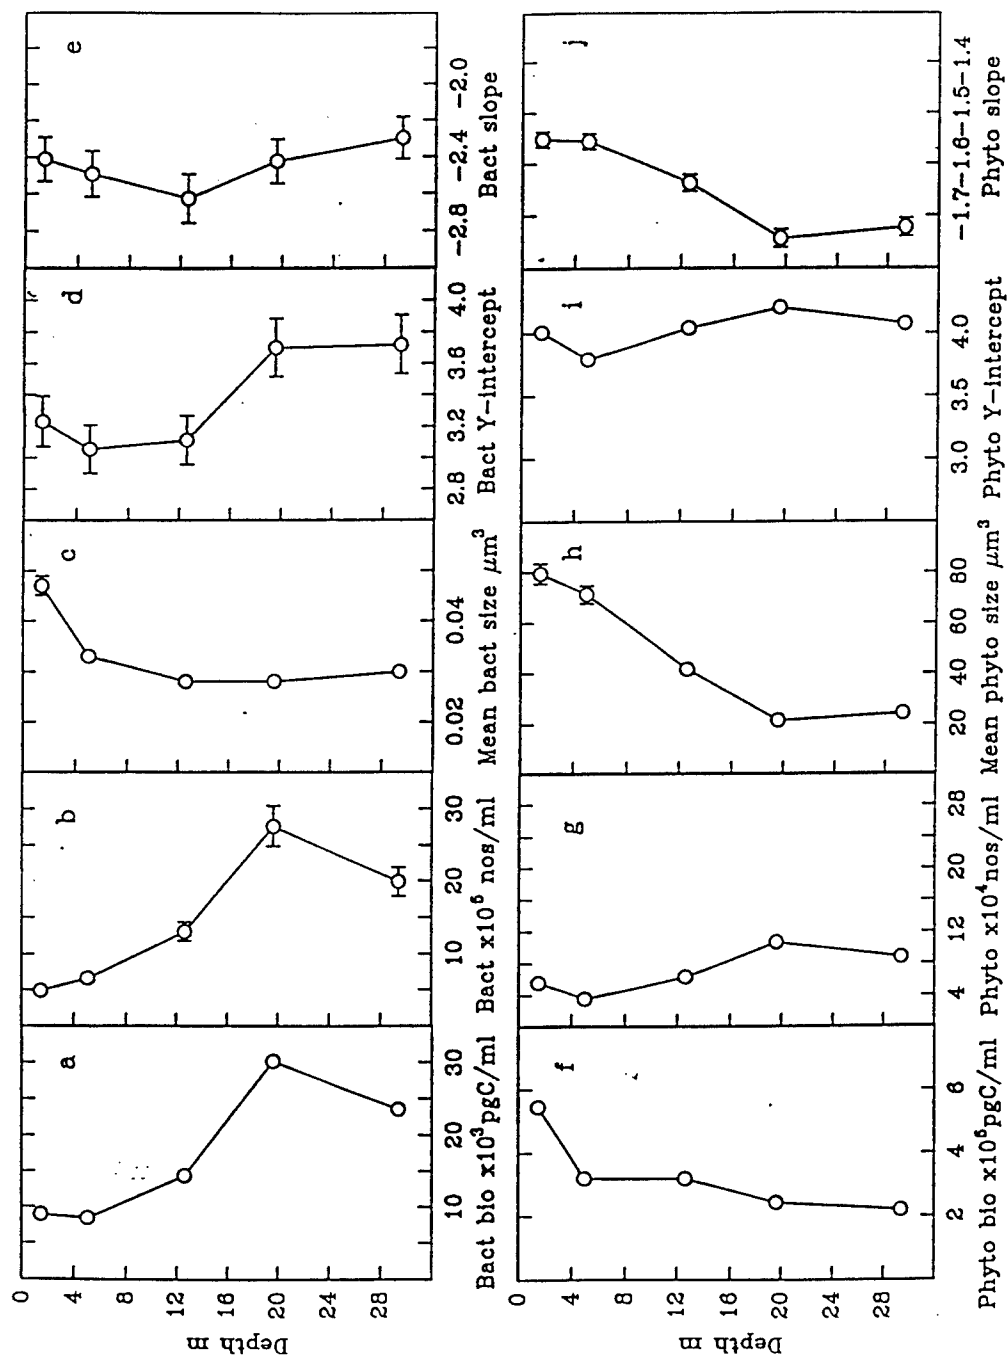 a
b
c
d
e
Depth m
0
4
8
12
16
20
24
28
10 20 30
10 20 30
0.02 0.04
2.8 3.2 3.6 4.0
-2.8 -2.4 -2.0
Bact bio x10³pgC/ml
Bact x10⁵ nos/ml
Mean bact size μm³
Bact Y-intercept
Bact slope
f
g
h
i
j
Depth m
0
4
8
12
16
20
24
28
2 4 6
4 12 20 28
20 40 60 80
3.0 3.5 4.0
-1.7-1.6-1.5-1.4
Phyto bio x10⁵pgC/ml
Phyto x10⁴nos/ml
Mean phyto size μm³
Phyto Y-intercept
Phyto slope